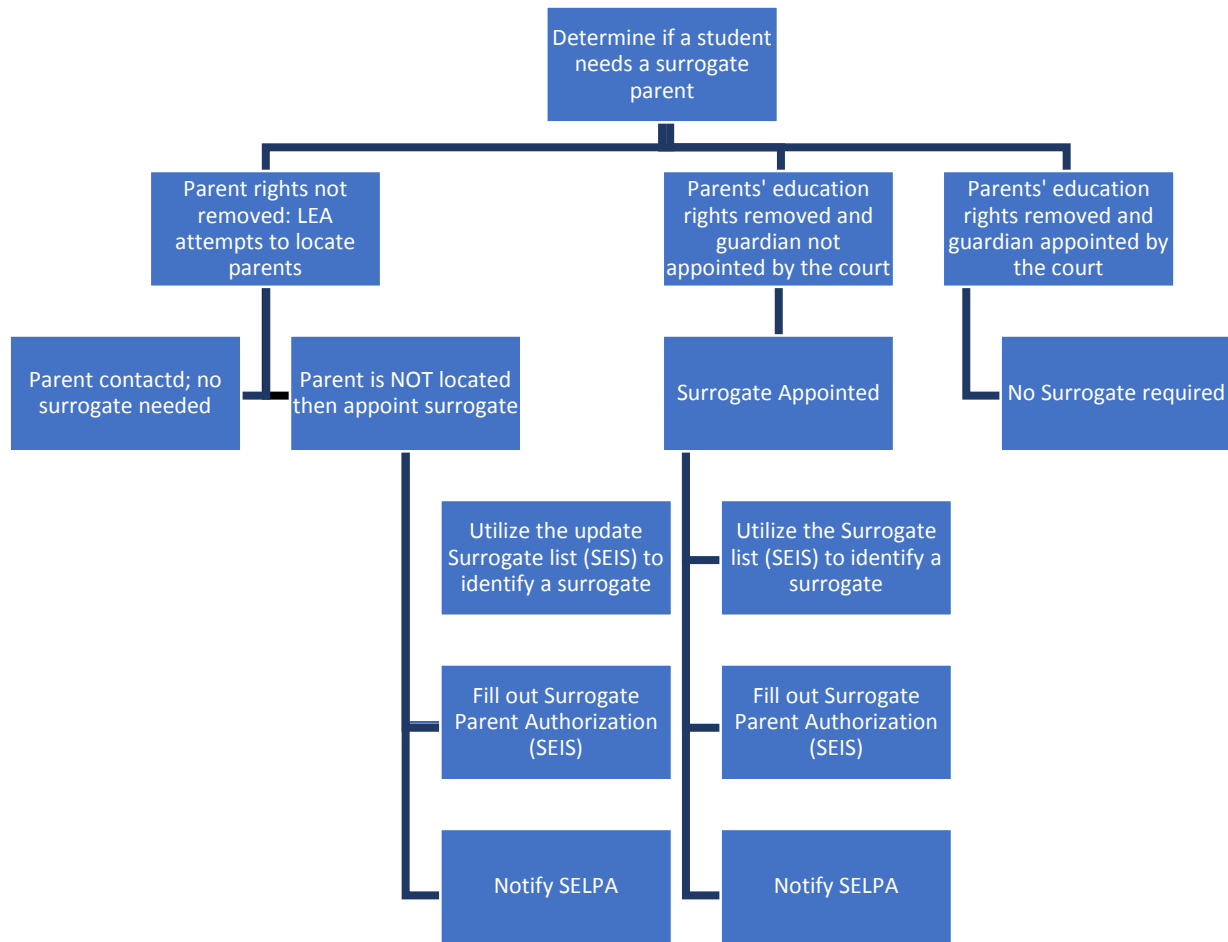 Determine if a student
needs a surrogate
parent
Parent rights not
removed: LEA
attempts to locate
parents
Parents' education
rights removed and
guardian not
appointed by the court
Parents' education
rights removed and
guardian appointed by
the court
Parent contactd; no
surrogate needed
Parent is NOT located
then appoint surrogate
Surrogate Appointed
No Surrogate required
Utilize the update
Surrogate list (SEIS) to
identify a surrogate
Utilize the Surrogate
list (SEIS) to identify a
surrogate
Fill out Surrogate
Parent Authorization
(SEIS)
Fill out Surrogate
Parent Authorization
(SEIS)
Notify SELPA
Notify SELPA